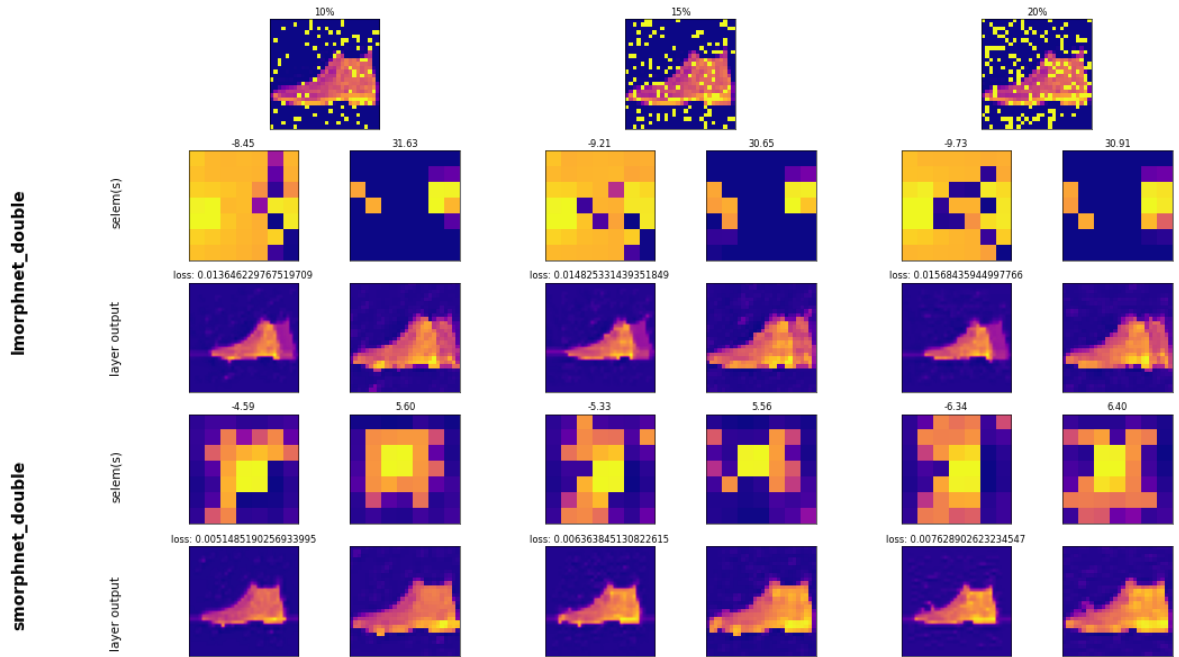 10%
15%
20%
lmorphnet_double
selem(s)
-8.45
31.63
-9.21
30.65
-9.73
30.91
layer output
loss: 0.013646229767519709
loss: 0.014825331439351849
loss: 0.01568435944997766
smorphnet_double
selem(s)
-4.59
5.60
-5.33
5.56
-6.34
6.40
layer output
loss: 0.0051485190256933995
loss: 0.006363845130822615
loss: 0.007628902623234547